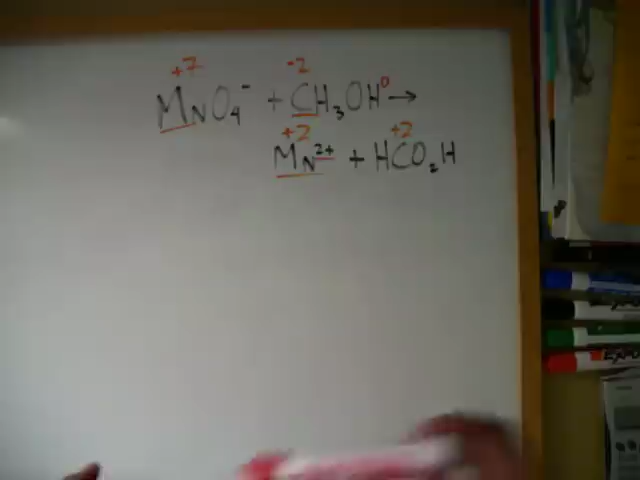 +7 -2
MnO4- + CH3OH0 →
+2 +2
Mn2+ + HCO2H